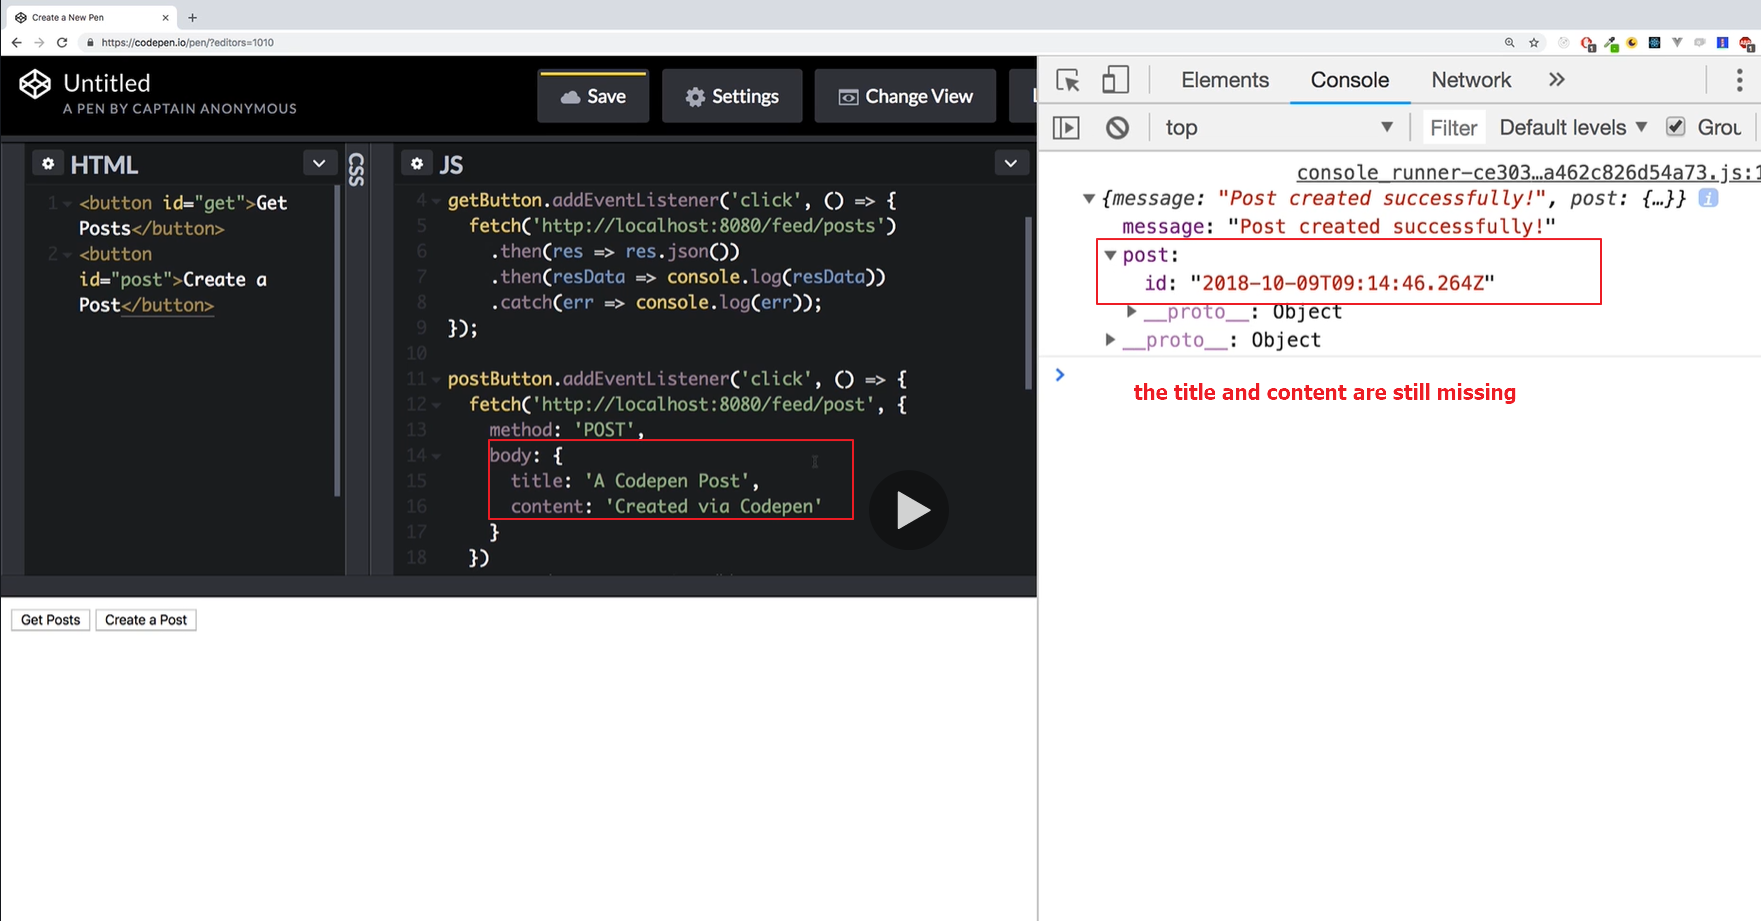 Create a New Pen
https://codepen.io/pen/?editors=1010
Untitled
A PEN BY CAPTAIN ANONYMOUS
Save
Settings
Change View
HTML
1 <button id="get">Get
Posts</button>
2 <button
id="post">Create a
Post</button>
CSS
JS
4 getButton.addEventListener('click', () => {
5 fetch('http://localhost:8080/feed/posts')
6 .then(res => res.json())
7 .then(resData => console.log(resData))
8 .catch(err => console.log(err));
9 });
10
11 postButton.addEventListener('click', () => {
12 fetch('http://localhost:8080/feed/post', {
13 method: 'POST',
14 body: {
15 title: 'A Codepen Post',
16 content: 'Created via Codepen'
17 }
18 })
Get Posts
Create a Post
Elements
Console
Network
top
Filter
Default levels
Grou
console_runner-ce303…a462c826d54a73.js:1
{message: "Post created successfully!", post: {…}}
message: "Post created successfully!"
post:
id: "2018-10-09T09:14:46.264Z"
__proto__: Object
__proto__: Object
the title and content are still missing